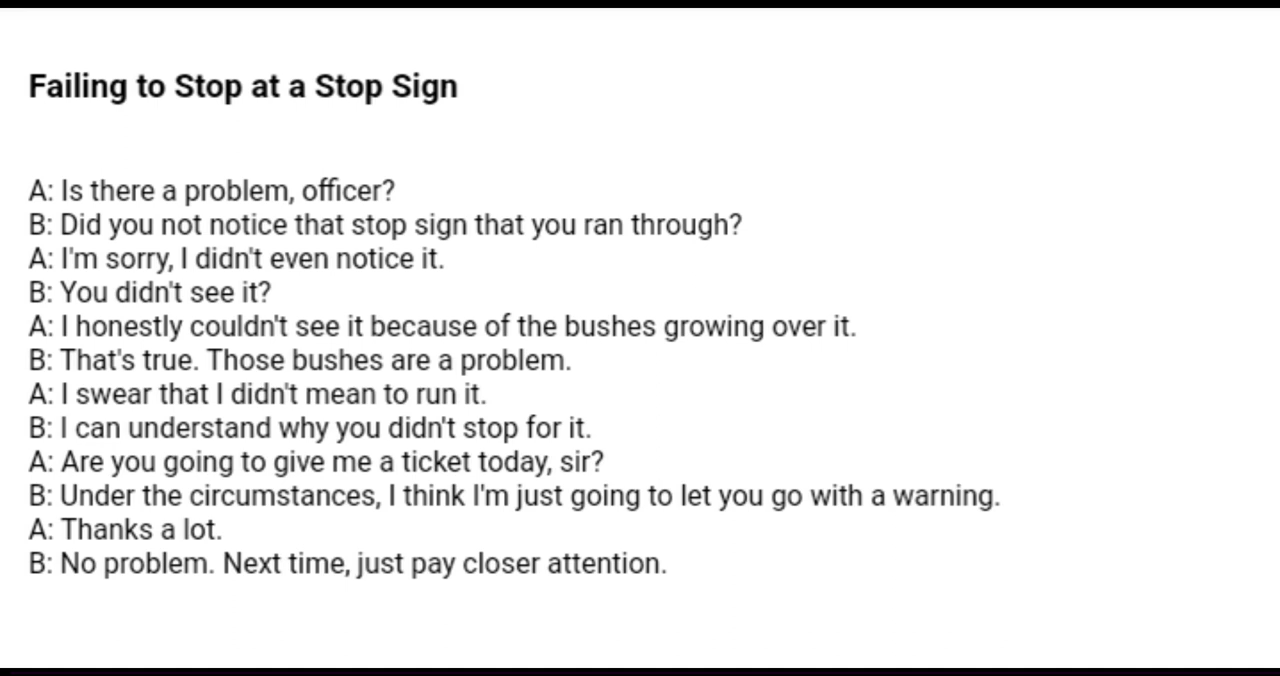 Failing to Stop at a Stop Sign
A: Is there a problem, officer?
B: Did you not notice that stop sign that you ran through?
A: I'm sorry, I didn't even notice it.
B: You didn't see it?
A: I honestly couldn't see it because of the bushes growing over it.
B: That's true. Those bushes are a problem.
A: I swear that I didn't mean to run it.
B: I can understand why you didn't stop for it.
A: Are you going to give me a ticket today, sir?
B: Under the circumstances, I think I'm just going to let you go with a warning.
A: Thanks a lot.
B: No problem. Next time, just pay closer attention.